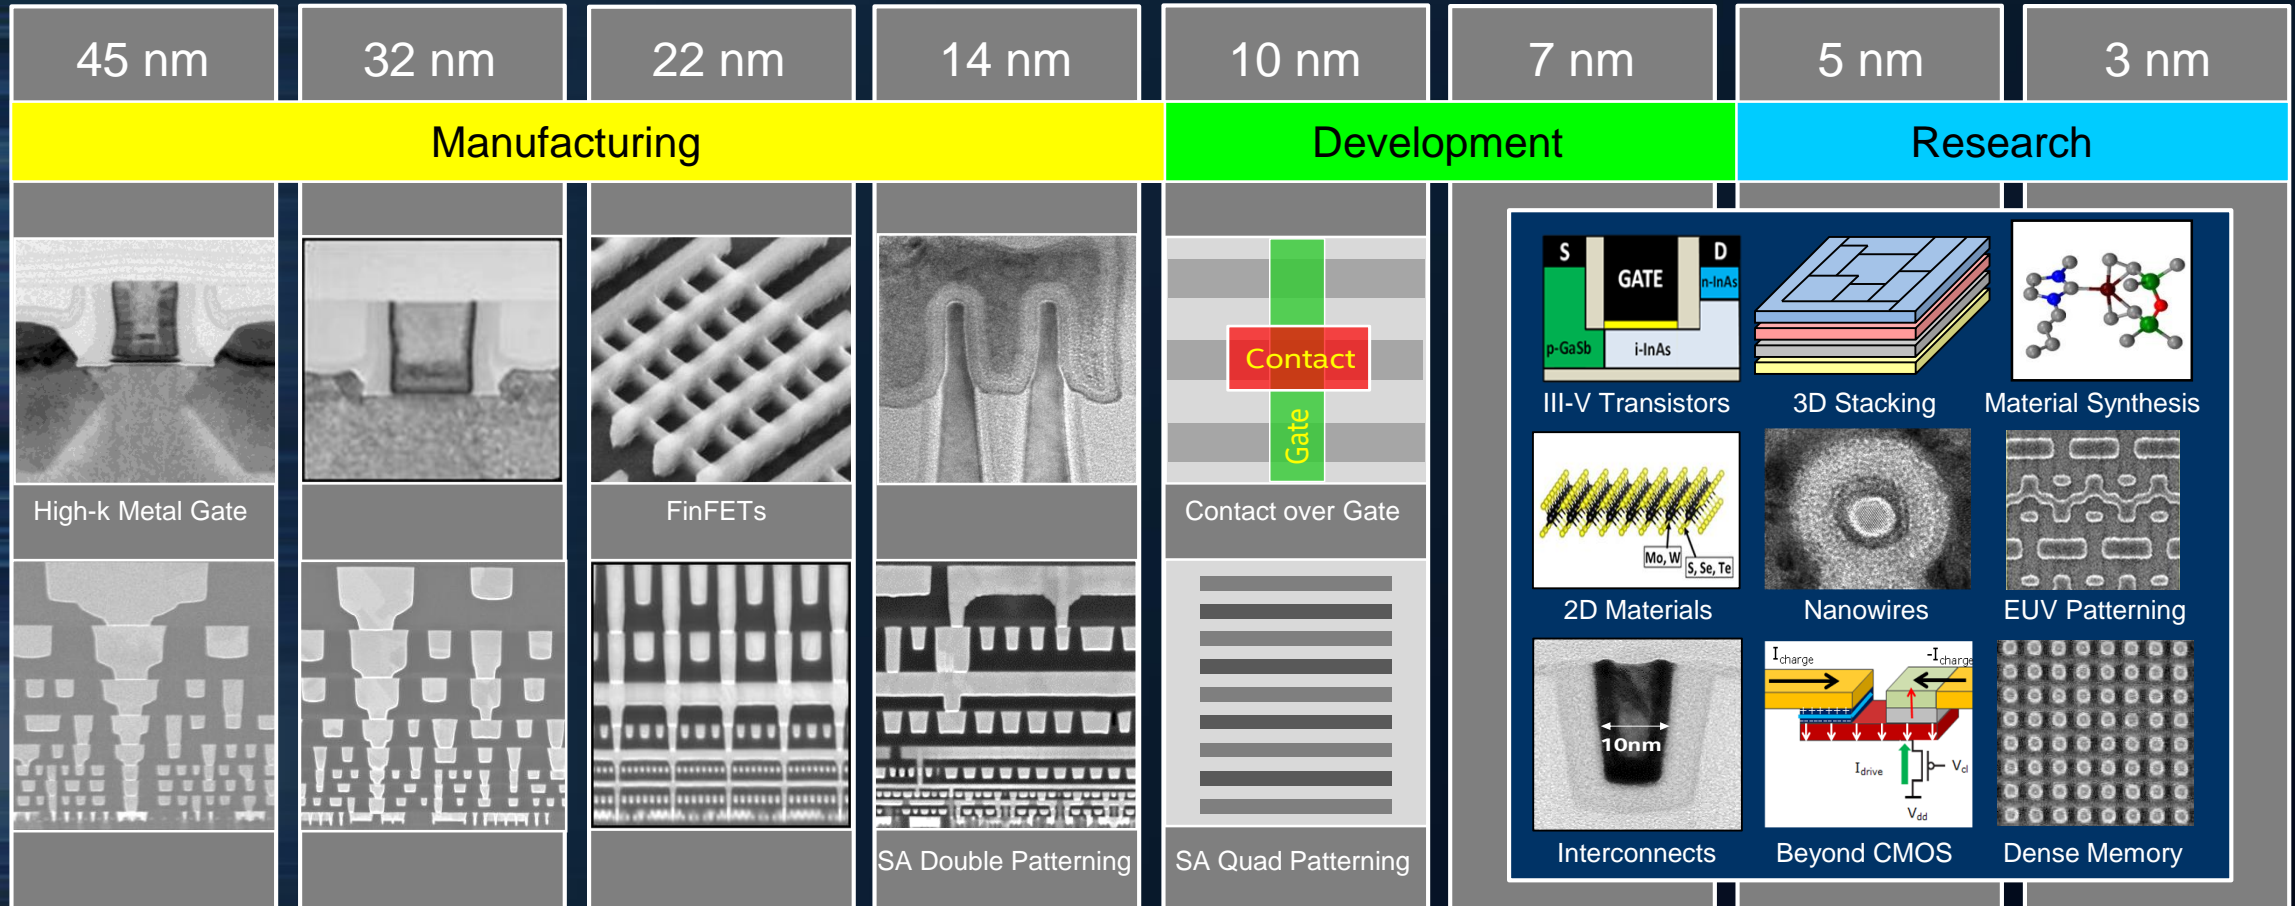 45 nm
32 nm
22 nm
14 nm
10 nm
7 nm
5 nm
3 nm
Manufacturing
Development
Research
High-k Metal Gate
FinFETs
Contact
Gate
Contact over Gate
SA Double Patterning
SA Quad Patterning
S
GATE
D
n-InAs
p-GaSb
i-InAs
III-V Transistors
3D Stacking
Material Synthesis
Mo, W
S, Se, Te
2D Materials
Nanowires
EUV Patterning
10nm
Interconnects
Icharge
-Icharge
Idrive
Vcl
Vdd
Beyond CMOS
Dense Memory